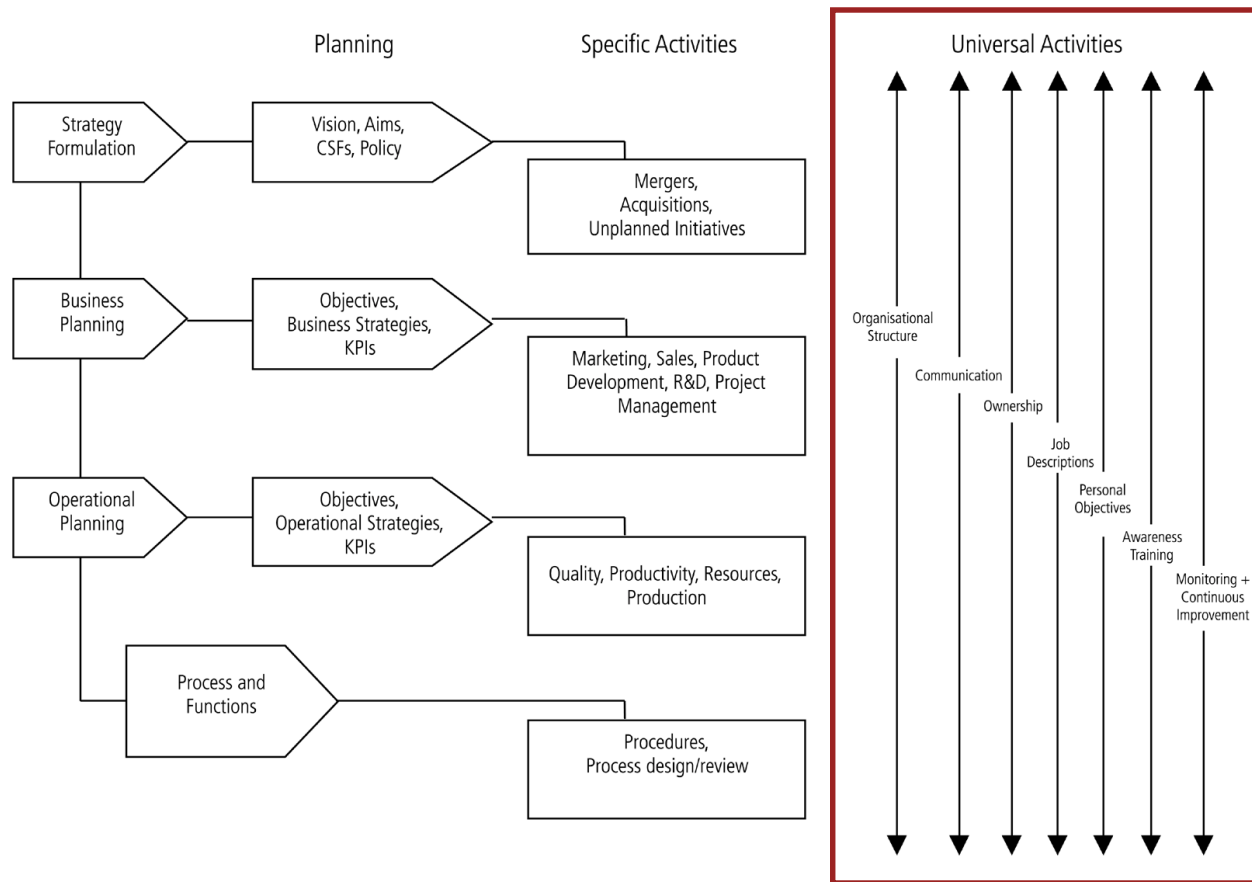 Planning
Specific Activities
Universal Activities
Strategy
Formulation
Vision, Aims,
CSFs, Policy
Mergers,
Acquisitions,
Unplanned Initiatives
Business
Planning
Objectives,
Business Strategies,
KPIs
Marketing, Sales, Product
Development, R&D, Project
Management
Operational
Planning
Objectives,
Operational Strategies,
KPIs
Quality, Productivity, Resources,
Production
Process and
Functions
Procedures,
Process design/review
Organisational
Structure
Communication
Ownership
Job
Descriptions
Personal
Objectives
Awareness
Training
Monitoring +
Continuous
Improvement